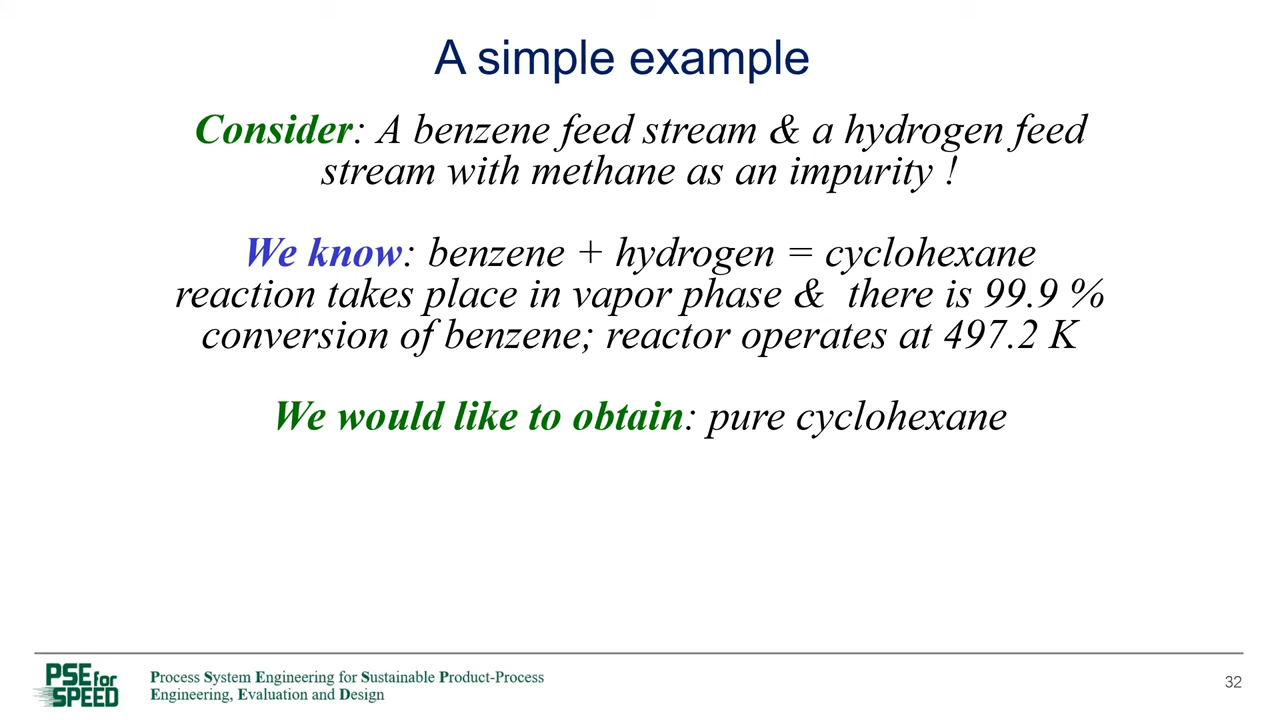 A simple example
Consider: A benzene feed stream & a hydrogen feed
stream with methane as an impurity !
We know: benzene + hydrogen = cyclohexane
reaction takes place in vapor phase & there is 99.9 %
conversion of benzene; reactor operates at 497.2 K
We would like to obtain: pure cyclohexane
PSE for
SPEED
Process System Engineering for Sustainable Product-Process
Engineering, Evaluation and Design
32